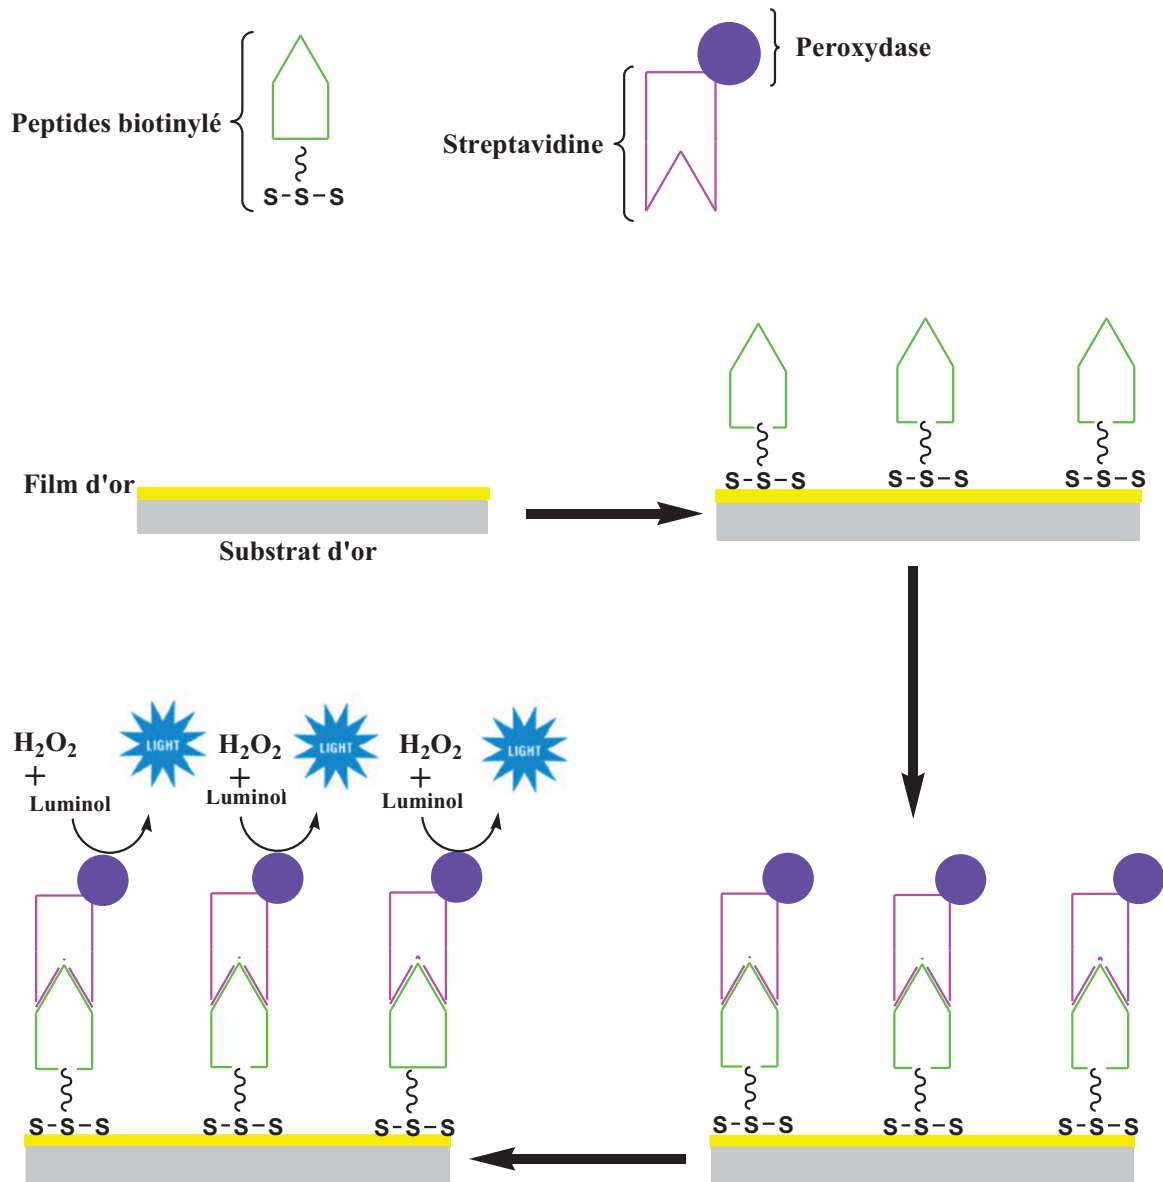 Peroxydase
Peptides biotinylé
Streptavidine
S-S-S
S-S-S
S-S-S
S-S-S
Film d'or
Substrat d'or
LIGHT
LIGHT
LIGHT
H₂O₂
+
Luminol
H₂O₂
+
Luminol
H₂O₂
+
Luminol
S-S-S
S-S-S
S-S-S
S-S-S
S-S-S
S-S-S